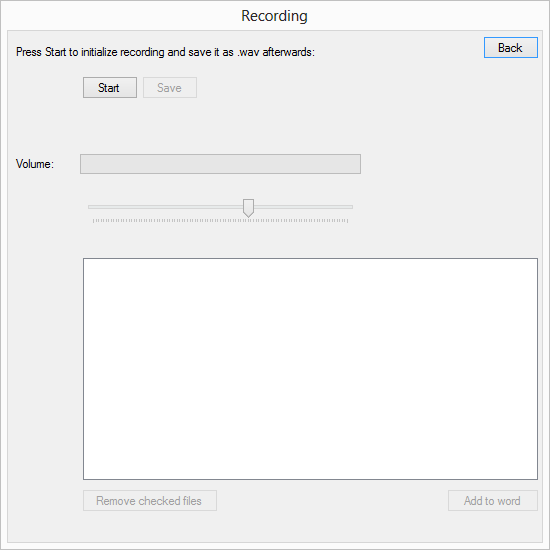 Recording
Press Start to initialize recording and save it as .wav afterwards:
Back
Start
Save
Volume:
Remove checked files
Add to word